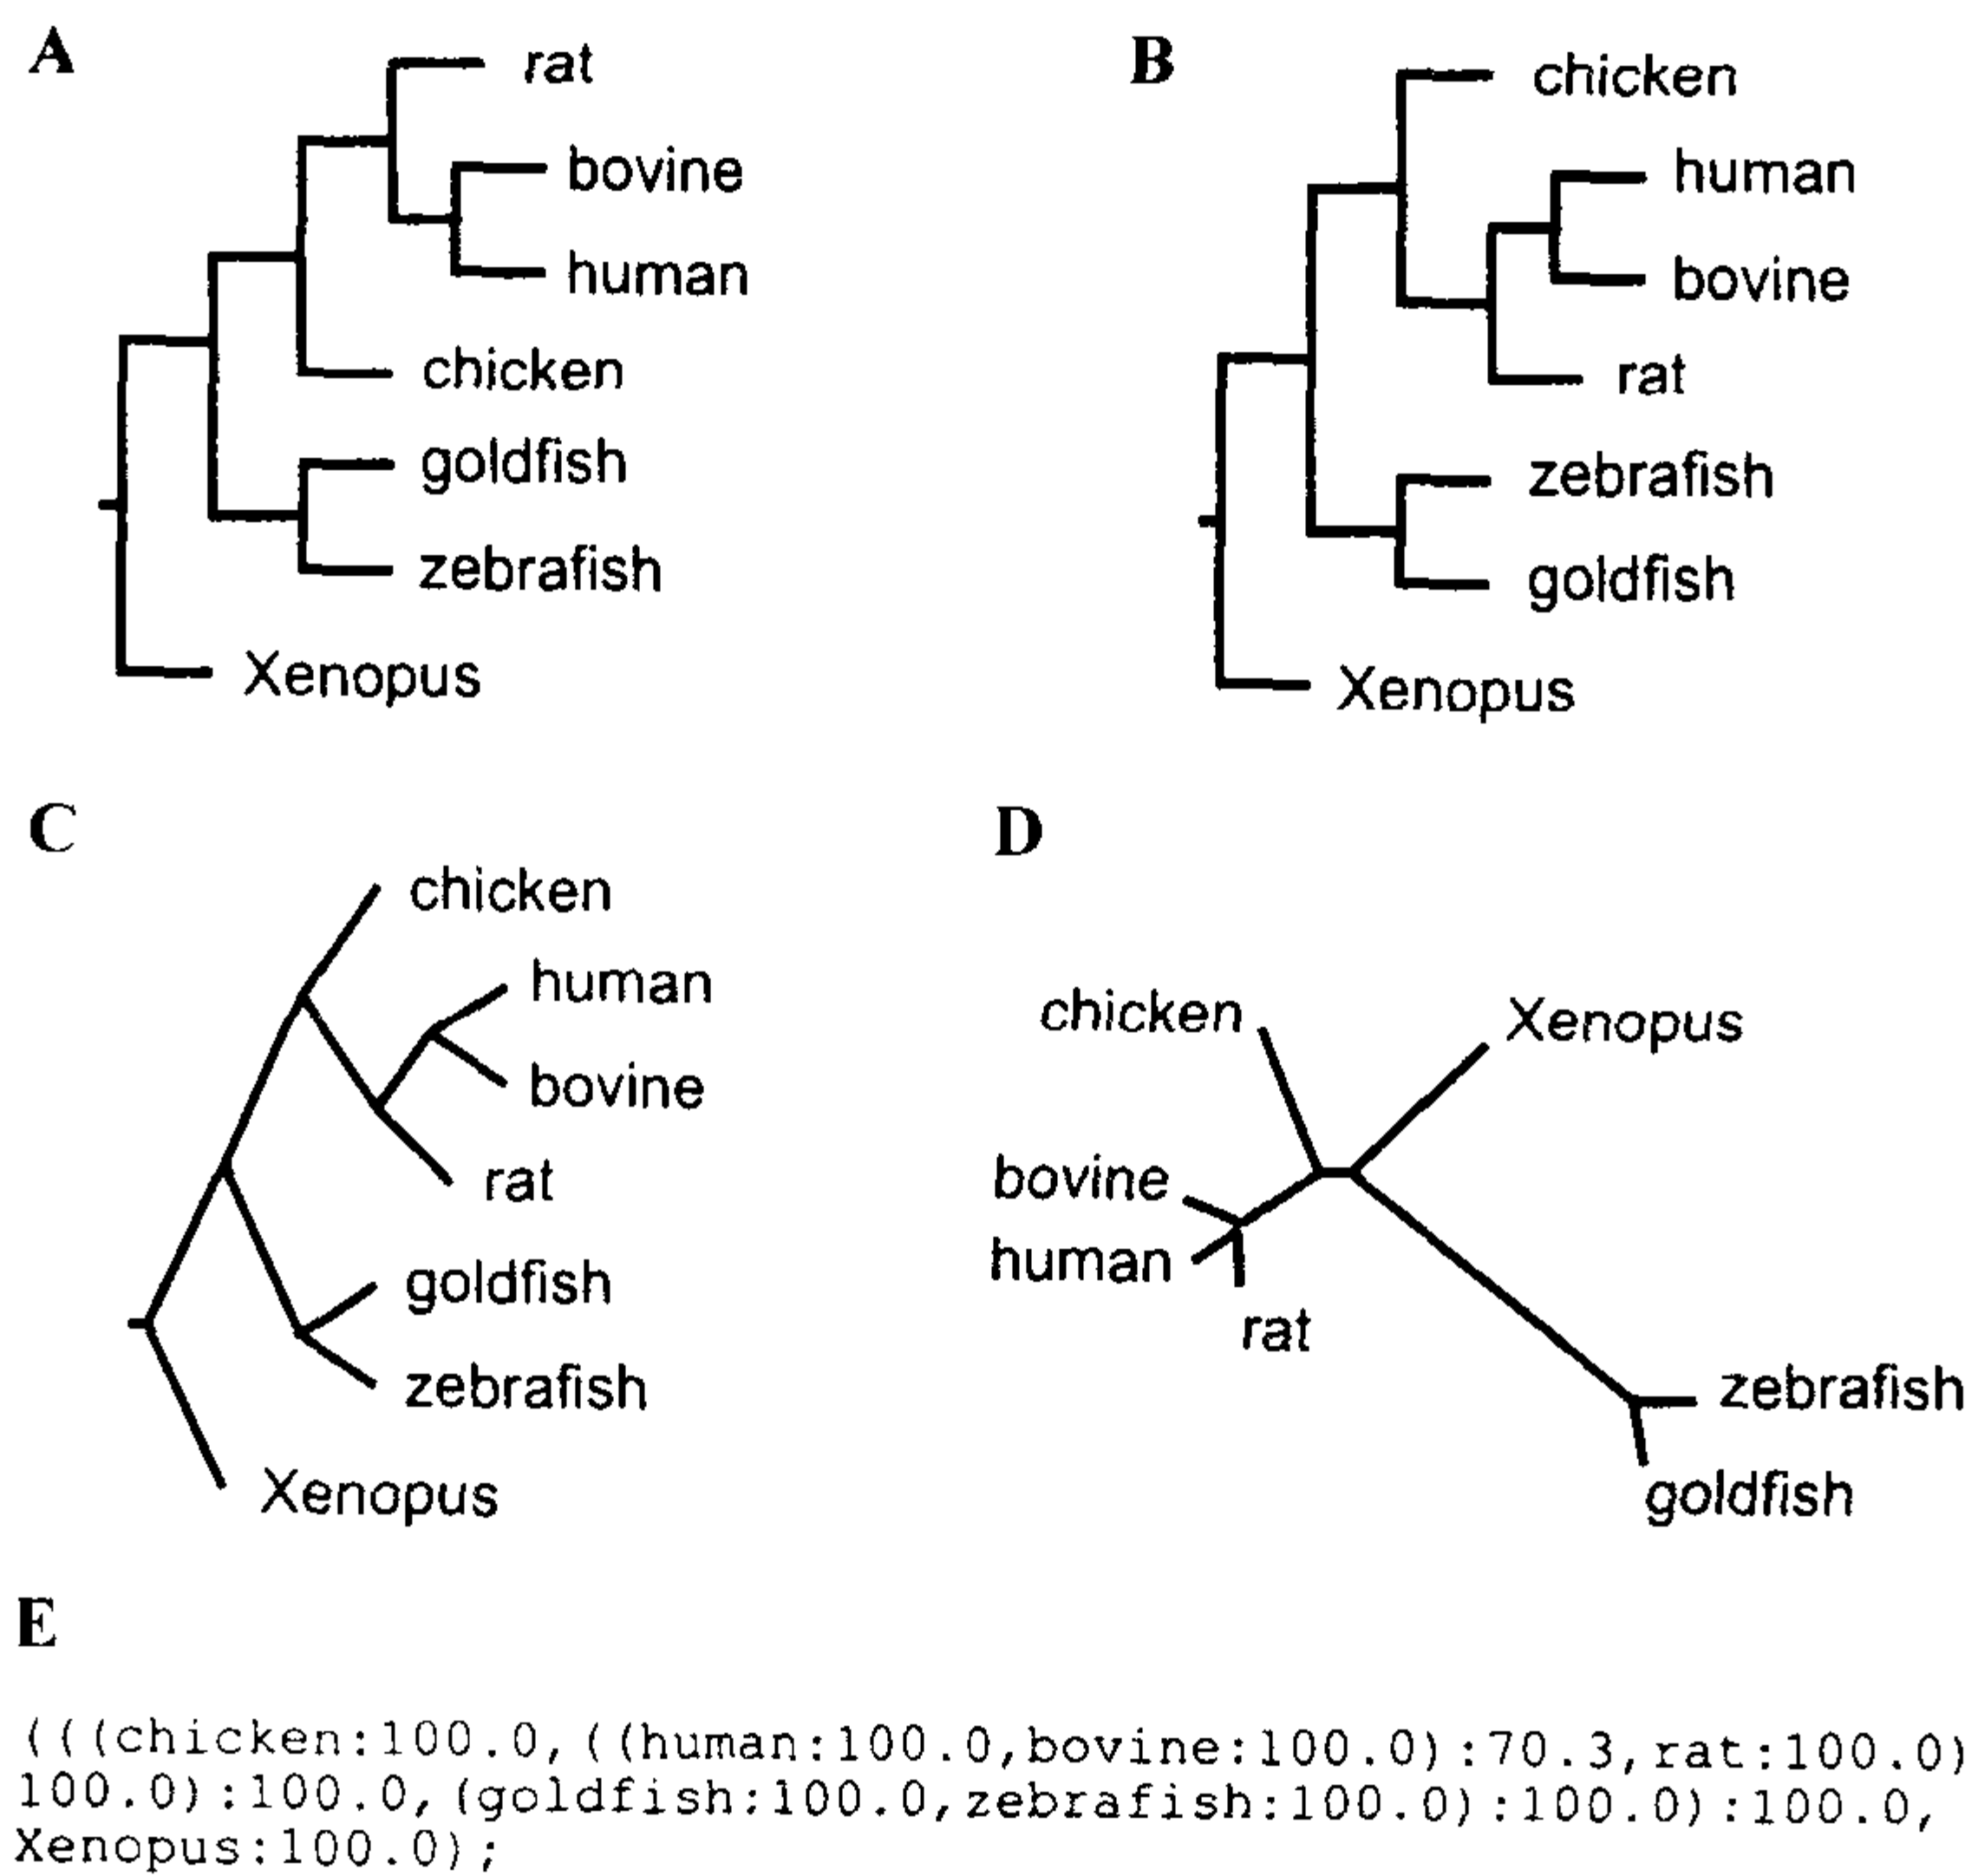 A
rat
bovine
human
chicken
goldfish
zebrafish
Xenopus
B
chicken
human
bovine
rat
zebrafish
goldfish
Xenopus
C
chicken
human
bovine
rat
goldfish
zebrafish
Xenopus
D
chicken
Xenopus
bovine
human
rat
zebrafish
goldfish
E
(((chicken:100.0,((human:100.0,bovine:100.0):70.3,rat:100.0)
100.0):100.0,(goldfish:100.0,zebrafish:100.0):100.0):100.0,
Xenopus:100.0);